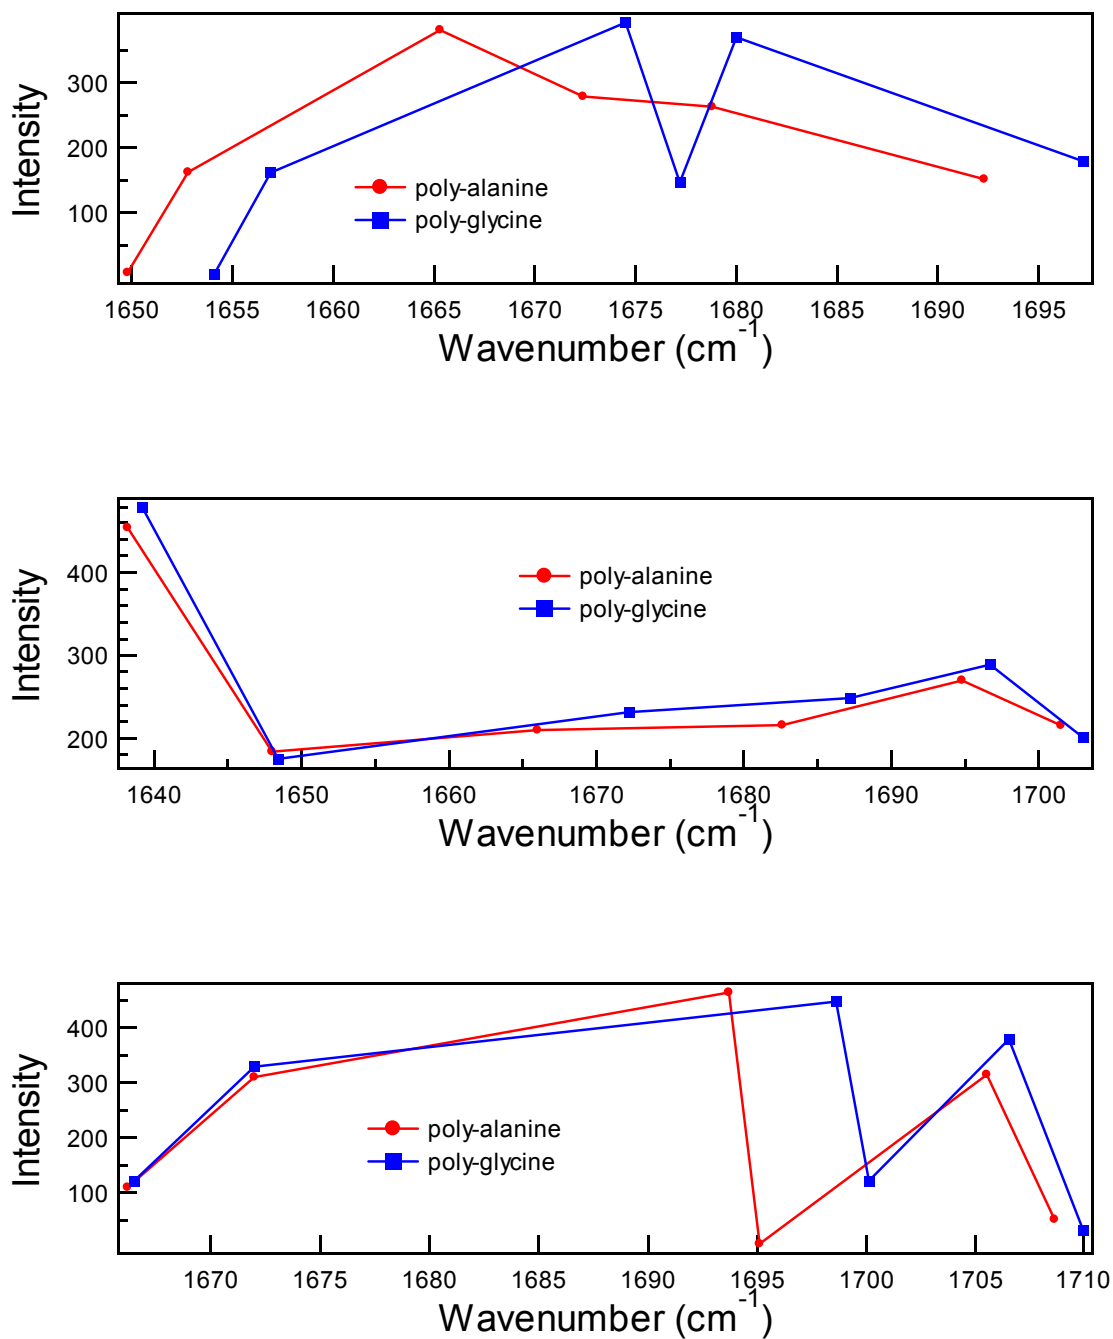 Intensity
300
200
100
poly-alanine
poly-glycine
1650 1655 1660 1665 1670 1675 1680 1685 1690 1695
Wavenumber (cm-1)
Intensity
400
300
200
poly-alanine
poly-glycine
1640 1650 1660 1670 1680 1690 1700
Wavenumber (cm-1)
Intensity
400
300
200
100
poly-alanine
poly-glycine
1670 1675 1680 1685 1690 1695 1700 1705 1710
Wavenumber (cm-1)